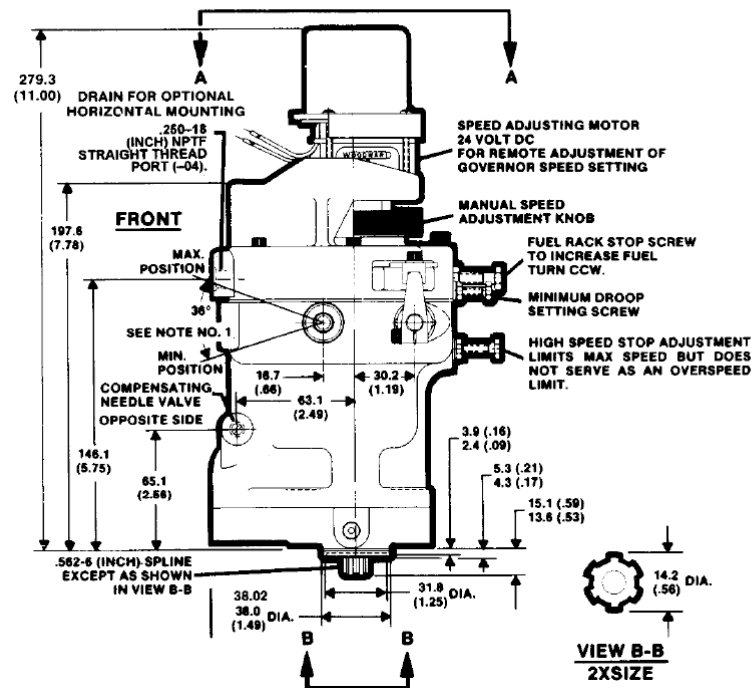 A
A
279.3
(11.00)
DRAIN FOR OPTIONAL
HORIZONTAL MOUNTING
.250–18
(INCH) NPTF
STRAIGHT THREAD
PORT (–04).
WOODWARD
SPEED ADJUSTING MOTOR
24 VOLT DC
FOR REMOTE ADJUSTMENT OF
GOVERNOR SPEED SETTING
197.6
(7.78)
FRONT
MANUAL SPEED
ADJUSTMENT KNOB
MAX.
POSITION
FUEL RACK STOP SCREW
TO INCREASE FUEL
TURN CCW.
36°
MINIMUM DROOP
SETTING SCREW
SEE NOTE NO. 1
MIN.
POSITION
HIGH SPEED STOP ADJUSTMENT
LIMITS MAX SPEED BUT DOES
NOT SERVE AS AN OVERSPEED
LIMIT.
16.7
(.66)
30.2
(1.19)
COMPENSATING
NEEDLE VALVE
OPPOSITE SIDE
63.1
(2.49)
146.1
(5.75)
65.1
(2.56)
3.9 (.16)
2.4 (.09)
5.3 (.21)
4.3 (.17)
15.1 (.59)
13.6 (.53)
.562-6 (INCH) SPLINE
EXCEPT AS SHOWN
IN VIEW B-B
31.8
(1.25)
DIA.
38.02
38.0
(1.49)
DIA.
14.2
(.56)
DIA.
B
B
VIEW B-B
2XSIZE